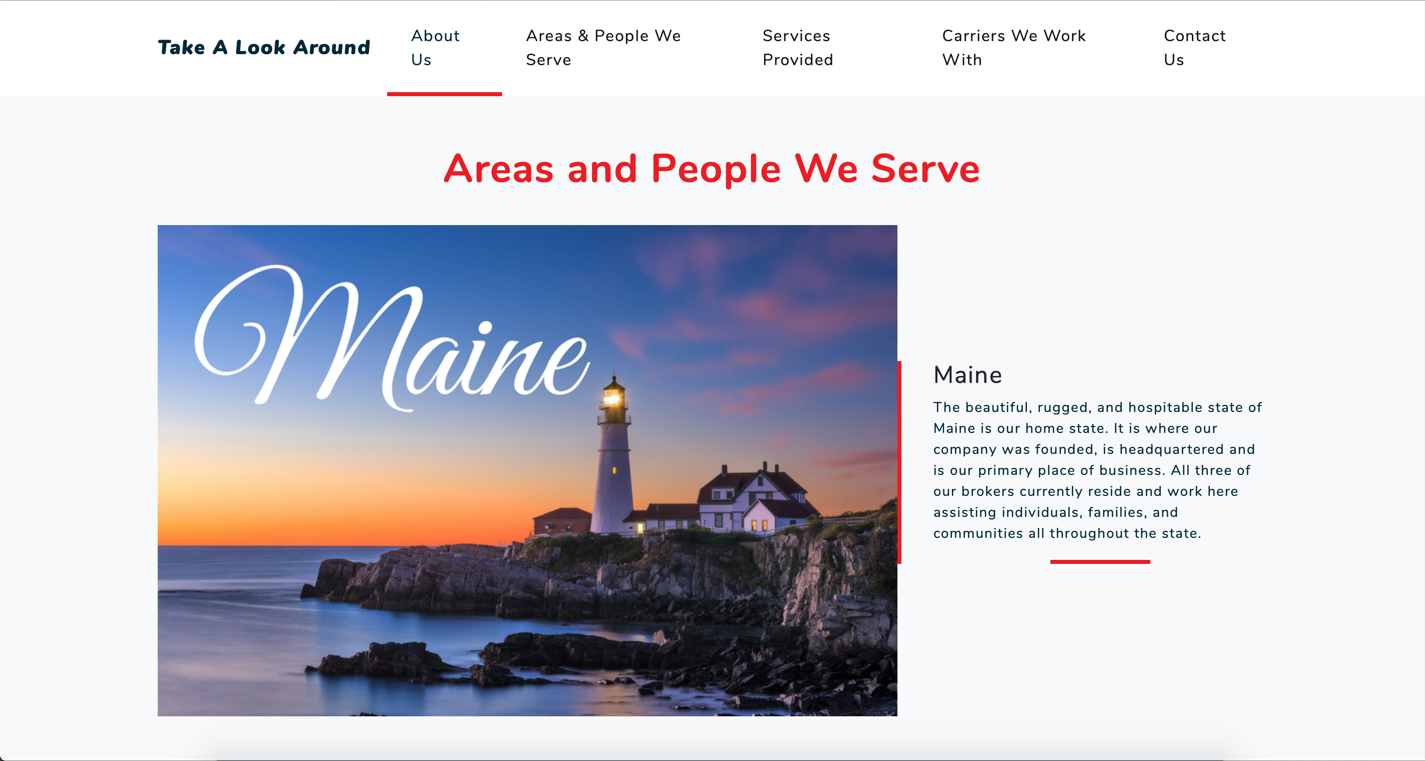 Take A Look Around
About
Us
Areas & People We
Serve
Services
Provided
Carriers We Work
With
Contact
Us
Areas and People We Serve
Maine
Maine
The beautiful, rugged, and hospitable state of
Maine is our home state. It is where our
company was founded, is headquartered and
is our primary place of business. All three of
our brokers currently reside and work here
assisting individuals, families, and
communities all throughout the state.